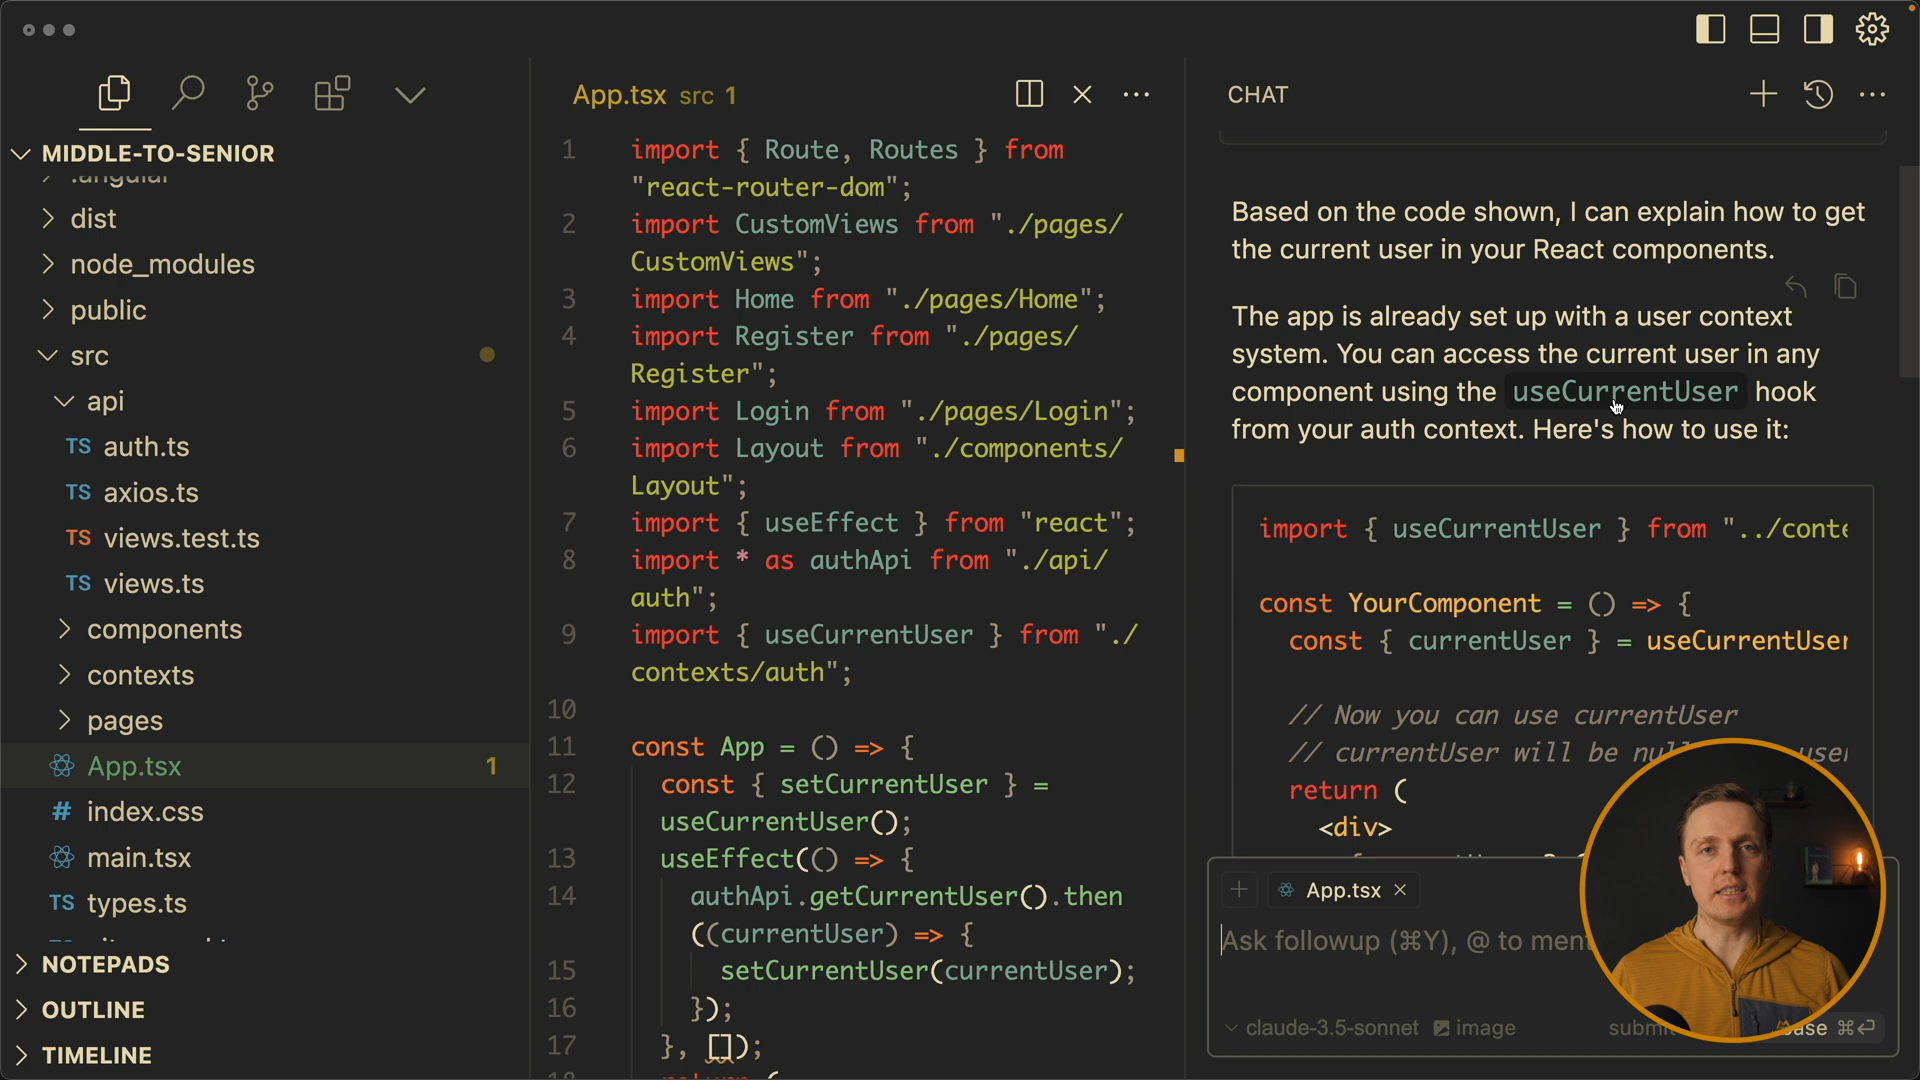 MIDDLE-TO-SENIOR
.angular
dist
node_modules
public
src
api
TS auth.ts
TS axios.ts
TS views.test.ts
TS views.ts
components
contexts
pages
App.tsx 1
# index.css
main.tsx
TS types.ts
NOTEPADS
OUTLINE
TIMELINE
App.tsx src 1
1 import { Route, Routes } from
"react-router-dom";
2 import CustomViews from "./pages/
CustomViews";
3 import Home from "./pages/Home";
4 import Register from "./pages/
Register";
5 import Login from "./pages/Login";
6 import Layout from "./components/
Layout";
7 import { useEffect } from "react";
8 import * as authApi from "./api/
auth";
9 import { useCurrentUser } from "./
contexts/auth";
10
11 const App = () => {
12 const { setCurrentUser } =
useCurrentUser();
13 useEffect(() => {
14 authApi.getCurrentUser().then
((currentUser) => {
15 setCurrentUser(currentUser);
16 });
17 }, []);
18 return (
CHAT
Based on the code shown, I can explain how to get
the current user in your React components.
The app is already set up with a user context
system. You can access the current user in any
component using the useCurrentUser hook
from your auth context. Here's how to use it:
import { useCurrentUser } from "../conte
const YourComponent = () => {
const { currentUser } = useCurrentUser
// Now you can use currentUser
// currentUser will be
return (
<div>
App.tsx
Ask followup (⌘Y), @ to ment
claude-3.5-sonnet image submit ⌘⏎